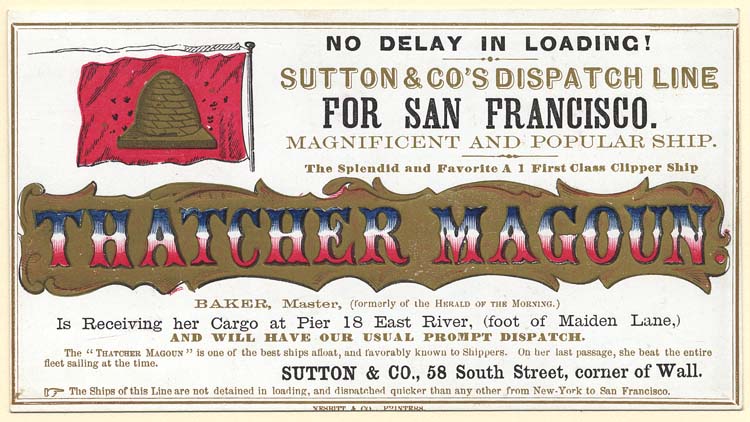 NO DELAY IN LOADING!
SUTTON & CO'S DISPATCH LINE
FOR SAN FRANCISCO.
MAGNIFICENT AND POPULAR SHIP.
The Splendid and Favorite A 1 First Class Clipper Ship
THATCHER MAGOUN.
BAKER, Master, (formerly of the HERALD OF THE MORNING.)
Is Receiving her Cargo at Pier 18 East River, (foot of Maiden Lane,)
AND WILL HAVE OUR USUAL PROMPT DISPATCH.
The "THATCHER MAGOUN" is one of the best ships afloat, and favorably known to Shippers. On her last passage, she beat the entire
fleet sailing at the time.
SUTTON & CO., 58 South Street, corner of Wall.
☞ The Ships of this Line are not detained in loading, and dispatched quicker than any other from New-York to San Francisco.
NESBITT & CO., PRINTERS.